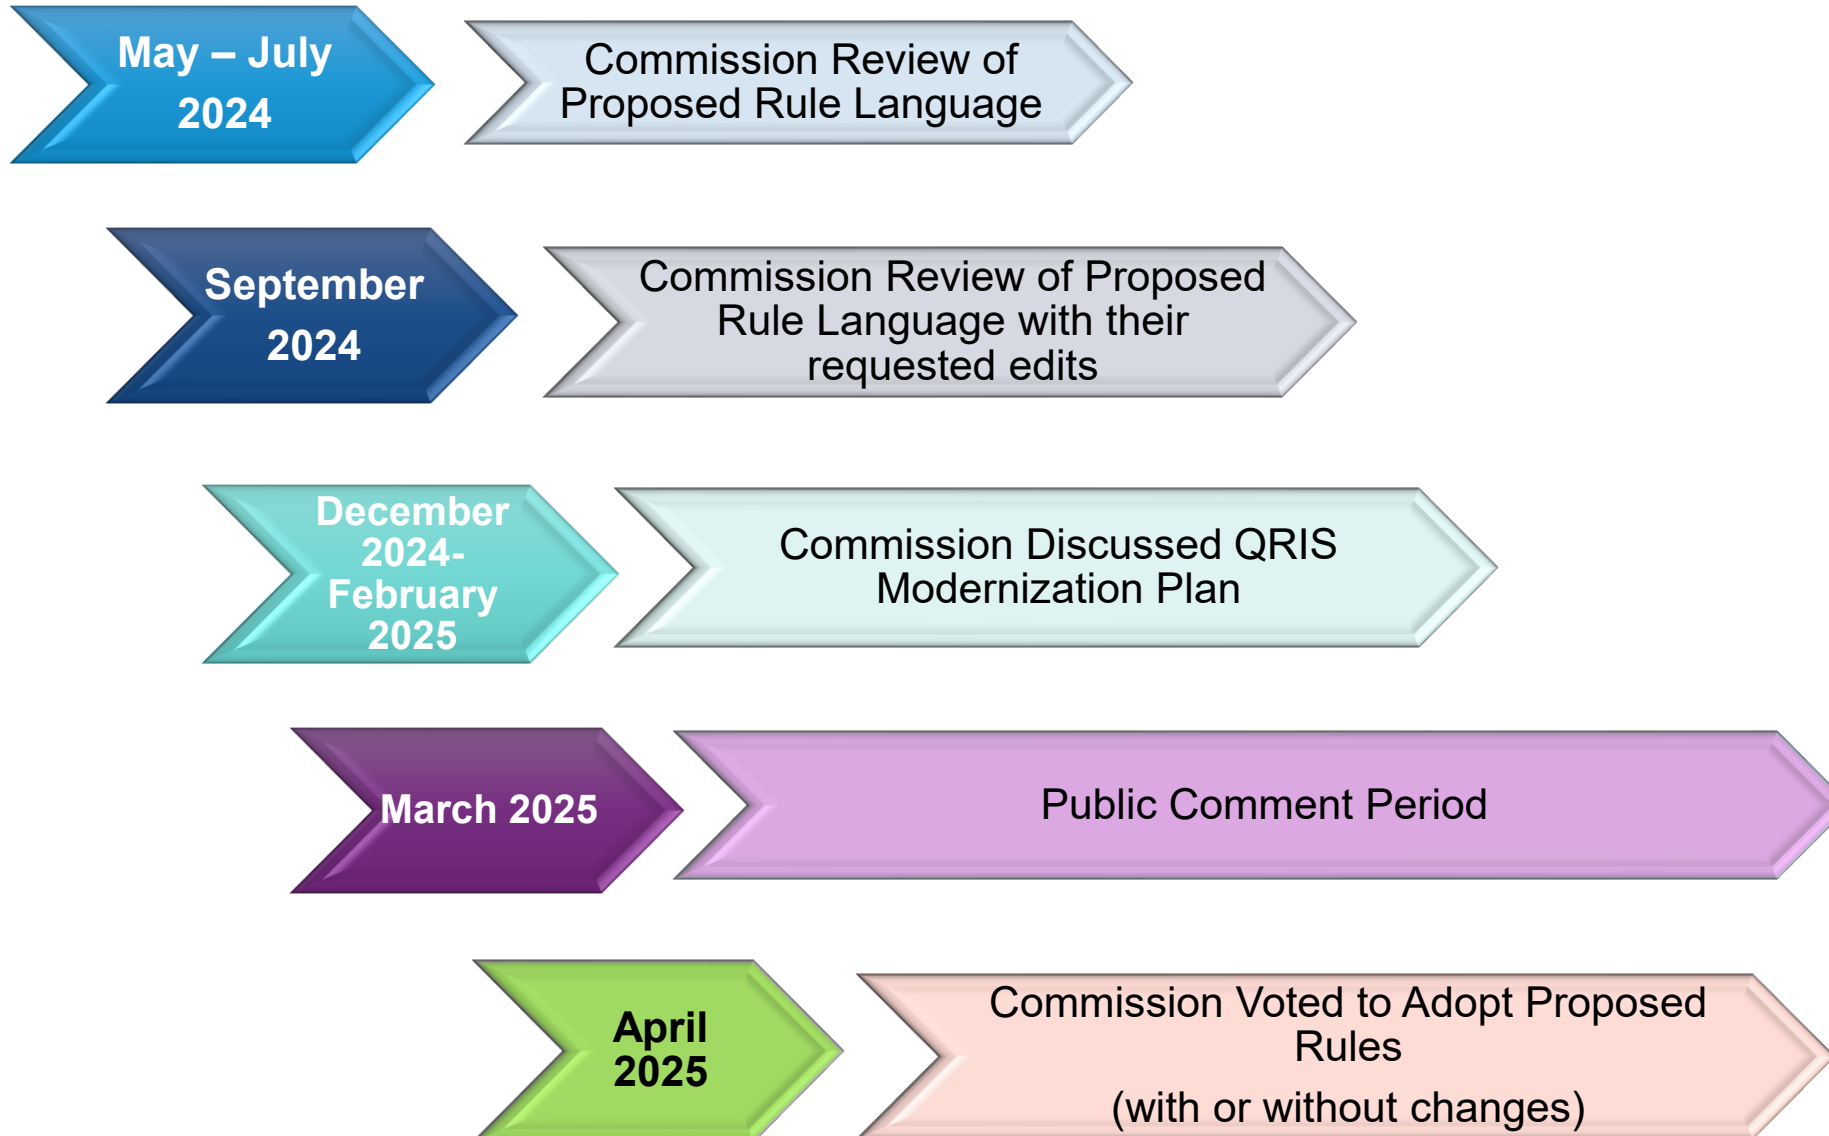 May – July
2024
Commission Review of
Proposed Rule Language
September
2024
Commission Review of Proposed
Rule Language with their
requested edits
December
2024-
February
2025
Commission Discussed QRIS
Modernization Plan
March 2025
Public Comment Period
April
2025
Commission Voted to Adopt Proposed
Rules
(with or without changes)